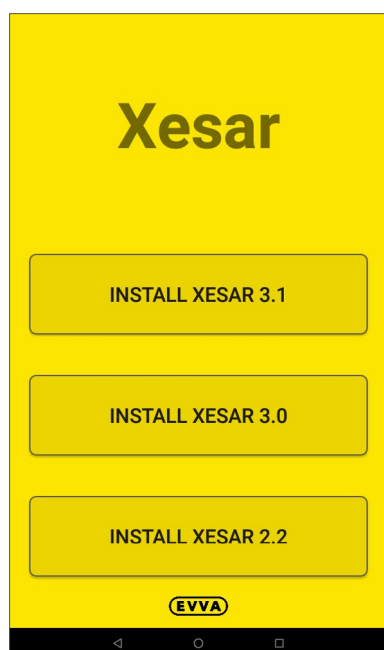 Xesar
INSTALL XESAR 3.1
INSTALL XESAR 3.0
INSTALL XESAR 2.2
EVVA